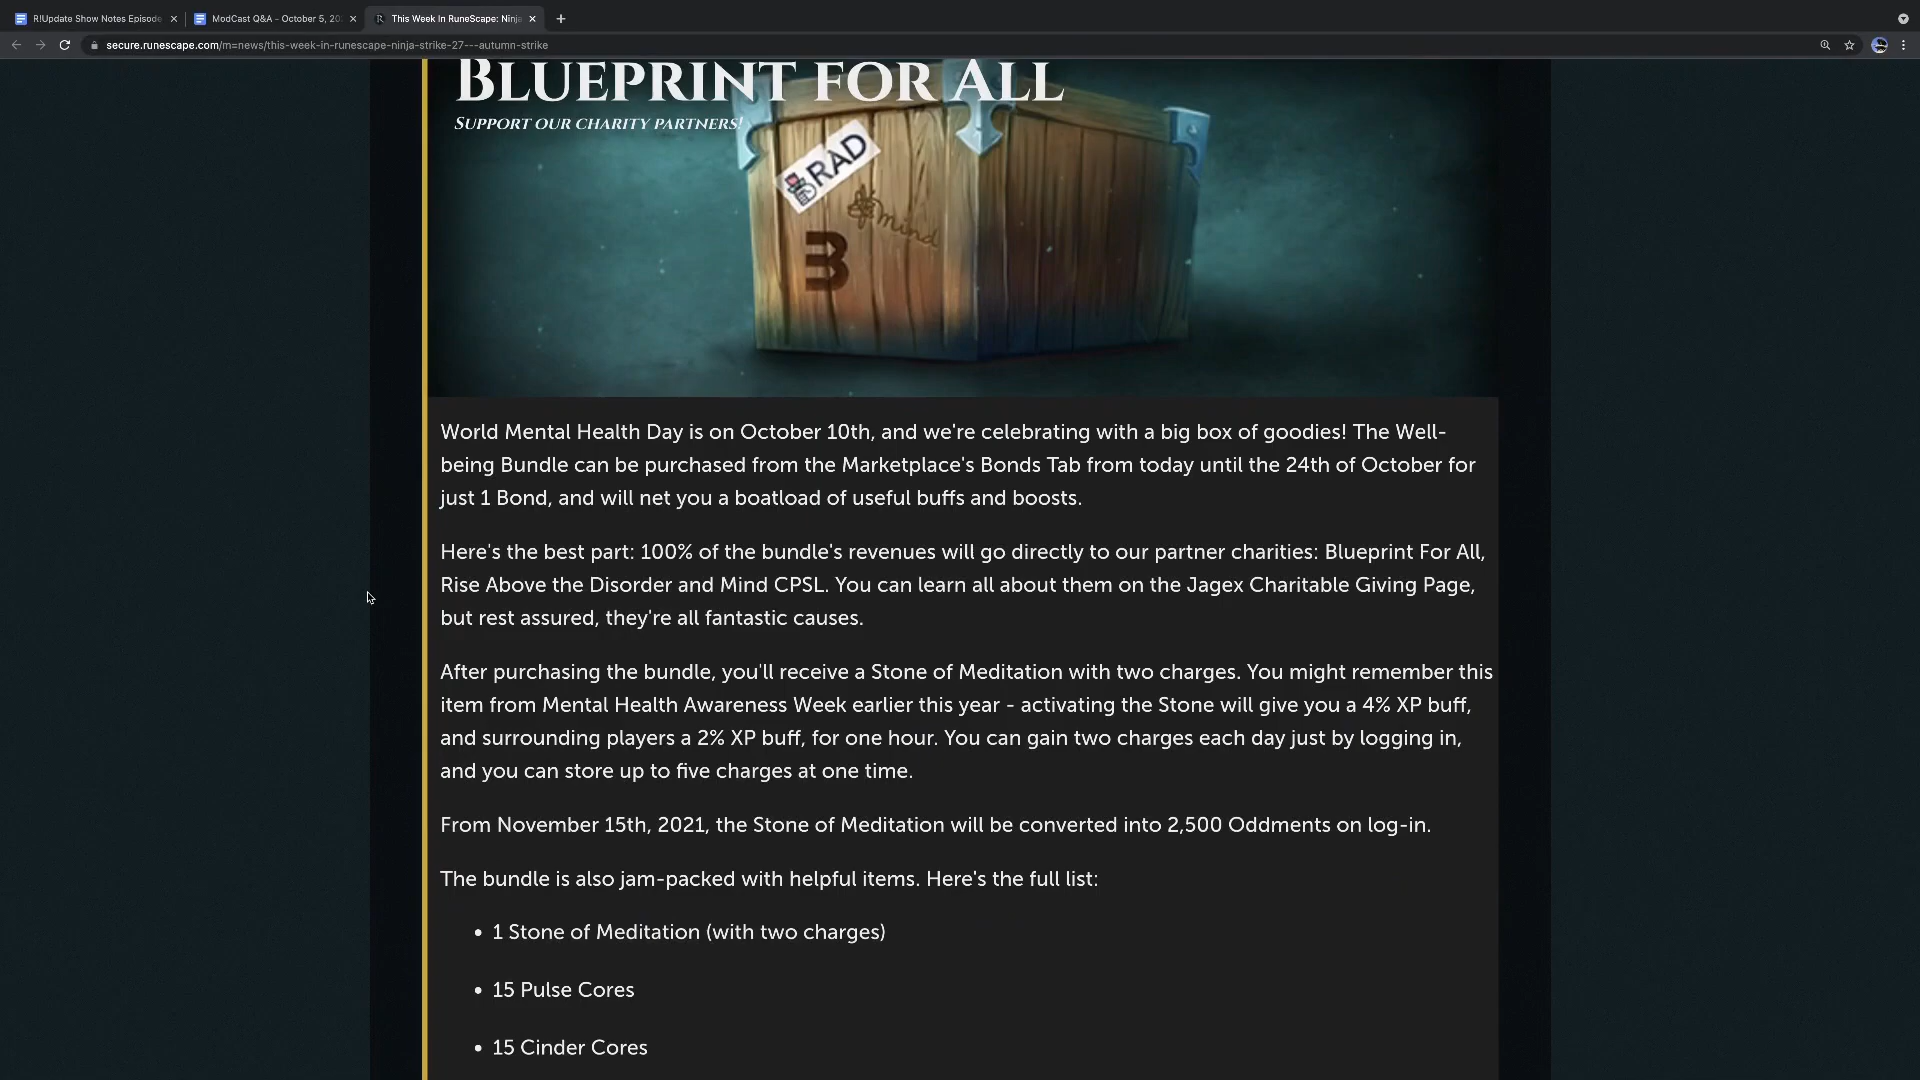 R!Update Show Notes Episode
ModCast Q&A - October 5, 20
This Week In RuneScape: Ninja
secure.runescape.com/m=news/this-week-in-runescape-ninja-strike-27---autumn-strike
BLUEPRINT FOR ALL
SUPPORT OUR CHARITY PARTNERS!
RAD
mind
B
World Mental Health Day is on October 10th, and we're celebrating with a big box of goodies! The Well-
being Bundle can be purchased from the Marketplace's Bonds Tab from today until the 24th of October for
just 1 Bond, and will net you a boatload of useful buffs and boosts.
Here's the best part: 100% of the bundle's revenues will go directly to our partner charities: Blueprint For All,
Rise Above the Disorder and Mind CPSL. You can learn all about them on the Jagex Charitable Giving Page,
but rest assured, they're all fantastic causes.
After purchasing the bundle, you'll receive a Stone of Meditation with two charges. You might remember this
item from Mental Health Awareness Week earlier this year - activating the Stone will give you a 4% XP buff,
and surrounding players a 2% XP buff, for one hour. You can gain two charges each day just by logging in,
and you can store up to five charges at one time.
From November 15th, 2021, the Stone of Meditation will be converted into 2,500 Oddments on log-in.
The bundle is also jam-packed with helpful items. Here's the full list:
• 1 Stone of Meditation (with two charges)
• 15 Pulse Cores
• 15 Cinder Cores